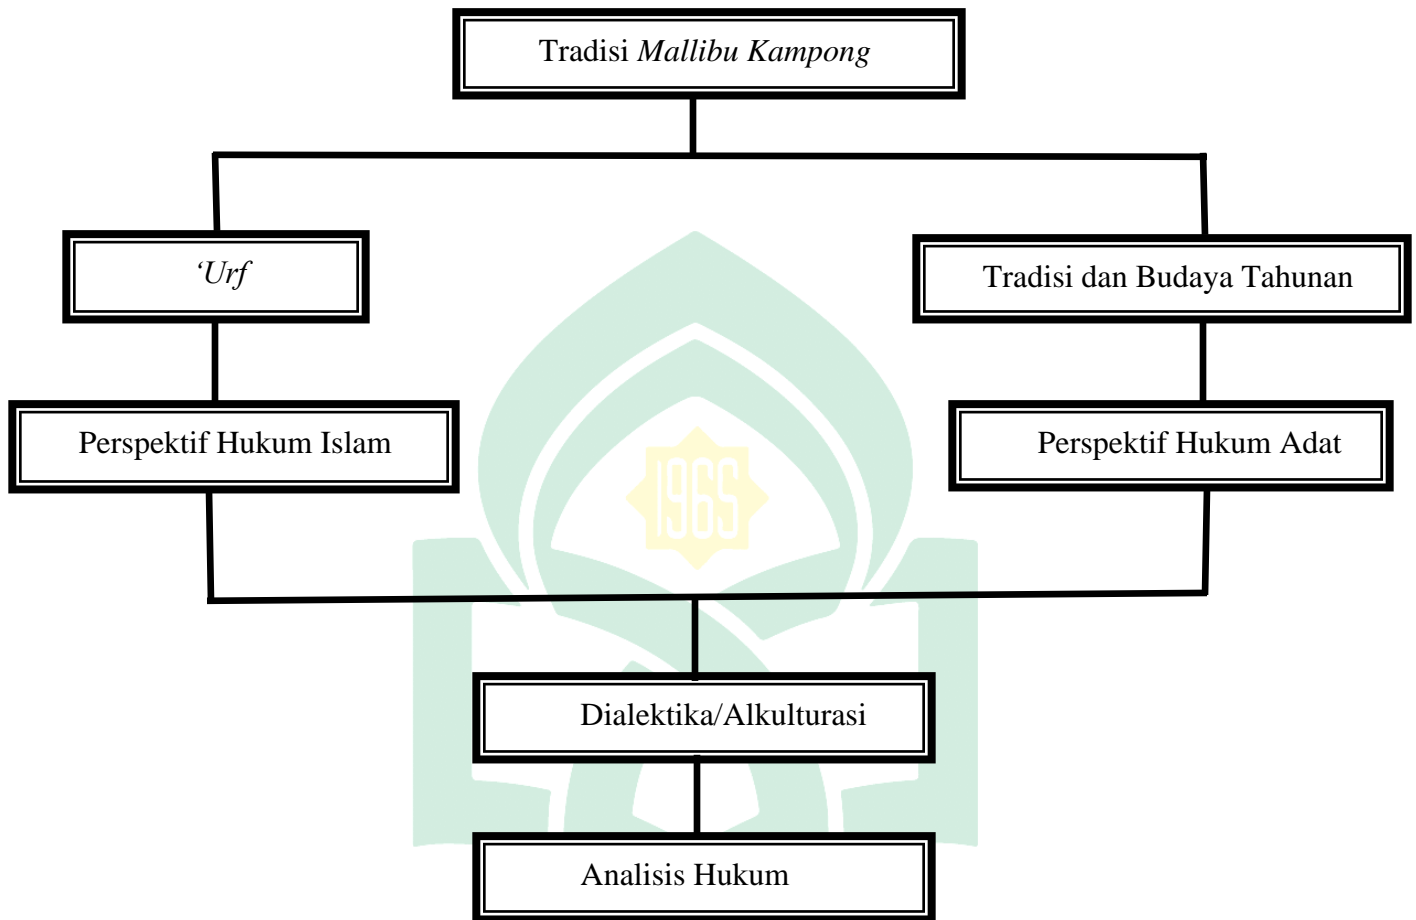 Tradisi Mallibu Kampong
‘Urf
Tradisi dan Budaya Tahunan
Perspektif Hukum Islam
Perspektif Hukum Adat
1965
Dialektika/Alkulturasi
Analisis Hukum